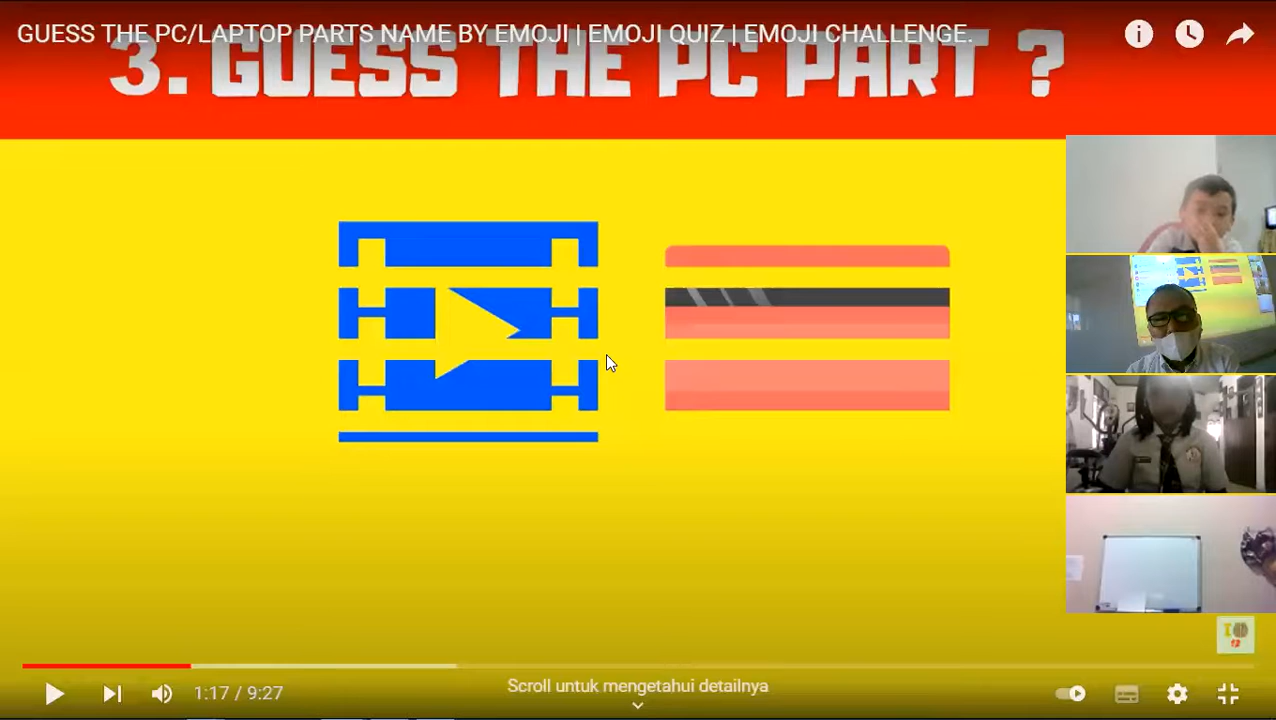 GUESS THE PC/LAPTOP PARTS NAME BY EMOJI | EMOJI QUIZ | EMOJI CHALLENGE.
3. GUESS THE PC PART ?
1:17 / 9:27
Scroll untuk mengetahui detailnya